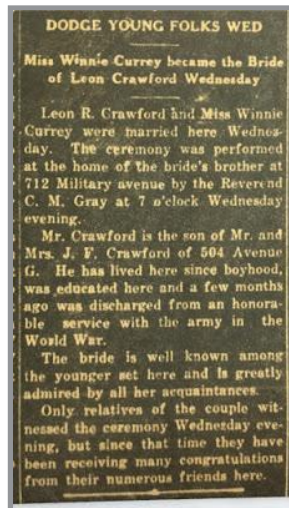 DODGE YOUNG FOLKS WED
Miss Winnie Currey became the Bride
of Leon Crawford Wednesday
Leon R. Crawford and Miss Winnie
Currey were married here Wednes-
day. The ceremony was performed
at the home of the bride's brother at
712 Military avenue by the Reverend
C. M. Gray at 7 o'clock Wednesday
evening.
Mr. Crawford is the son of Mr. and
Mrs. J. F. Crawford of 504 Avenue
G. He has lived here since boyhood,
was educated here and a few months
ago was discharged from an honora-
ble service with the army in the
World War.
The bride is well known among
the younger set here and is greatly
admired by all her acquaintances.
Only relatives of the couple wit-
nessed the ceremony Wednesday eve-
ning, but since that time they have
been receiving many congratulations
from their numerous friends here.